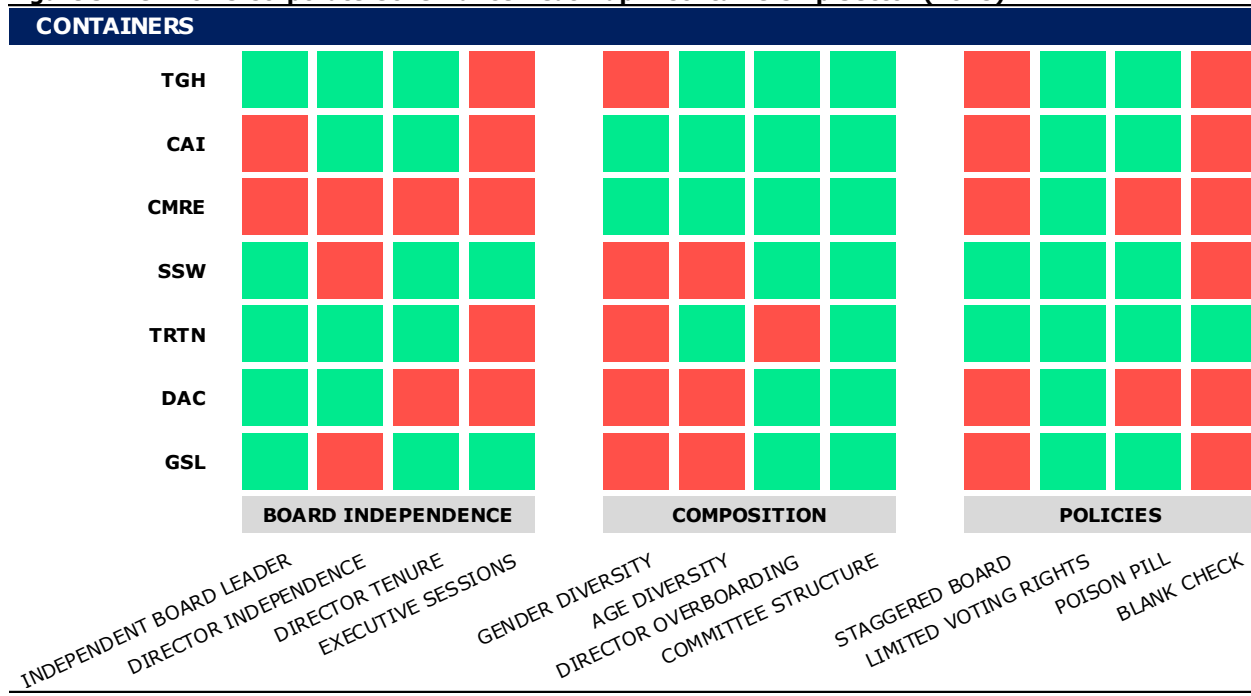 CONTAINERS
TGH
CAI
CMRE
SSW
TRTN
DAC
GSL
BOARD INDEPENDENCE COMPOSITION POLICIES
INDEPENDENT BOARD LEADER
DIRECTOR INDEPENDENCE
DIRECTOR TENURE
EXECUTIVE SESSIONS
GENDER DIVERSITY
AGE DIVERSITY
DIRECTOR OVERBOARDING
COMMITTEE STRUCTURE
STAGGERED BOARD
LIMITED VOTING RIGHTS
POISON PILL
BLANK CHECK